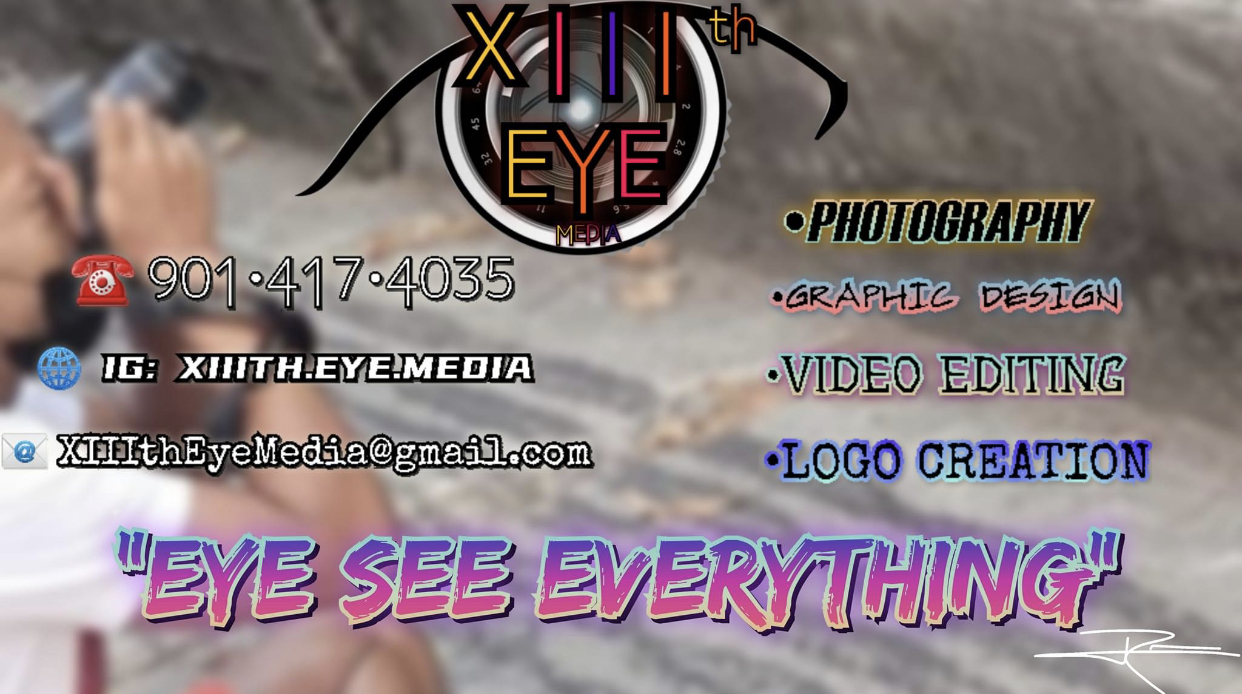 XIIIth
EYE
MEDIA
901•417•4035
IG: XIIITH.EYE.MEDIA
XIIIthEyeMedia@gmail.com
•PHOTOGRAPHY
•GRAPHIC DESIGN
•VIDEO EDITING
•LOGO CREATION
"EYE SEE EVERYTHING"